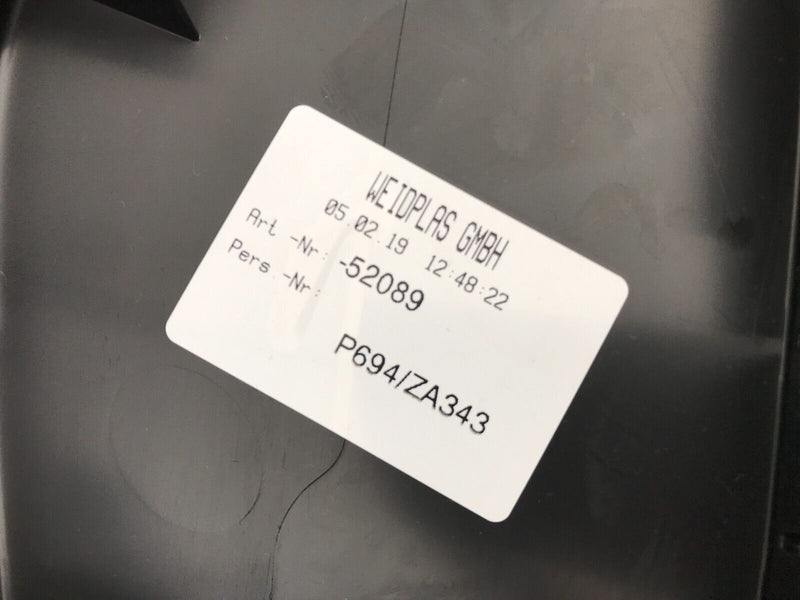 WEIDPLAS GMBH
05.02.19 12:48:22
Art -Nr: -52089
Pers.-Nr:
P694/ZA343